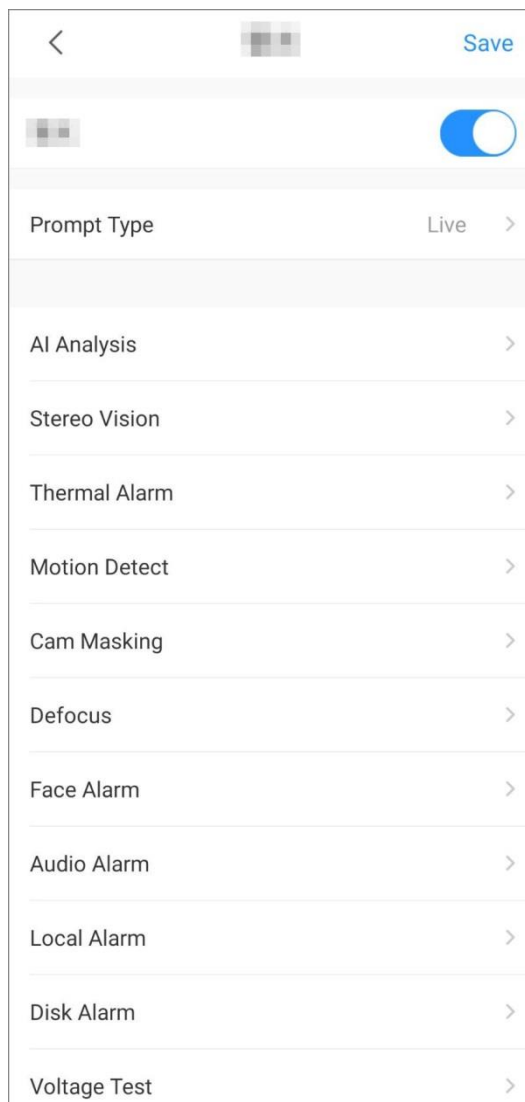 Save
Prompt Type Live
AI Analysis
Stereo Vision
Thermal Alarm
Motion Detect
Cam Masking
Defocus
Face Alarm
Audio Alarm
Local Alarm
Disk Alarm
Voltage Test